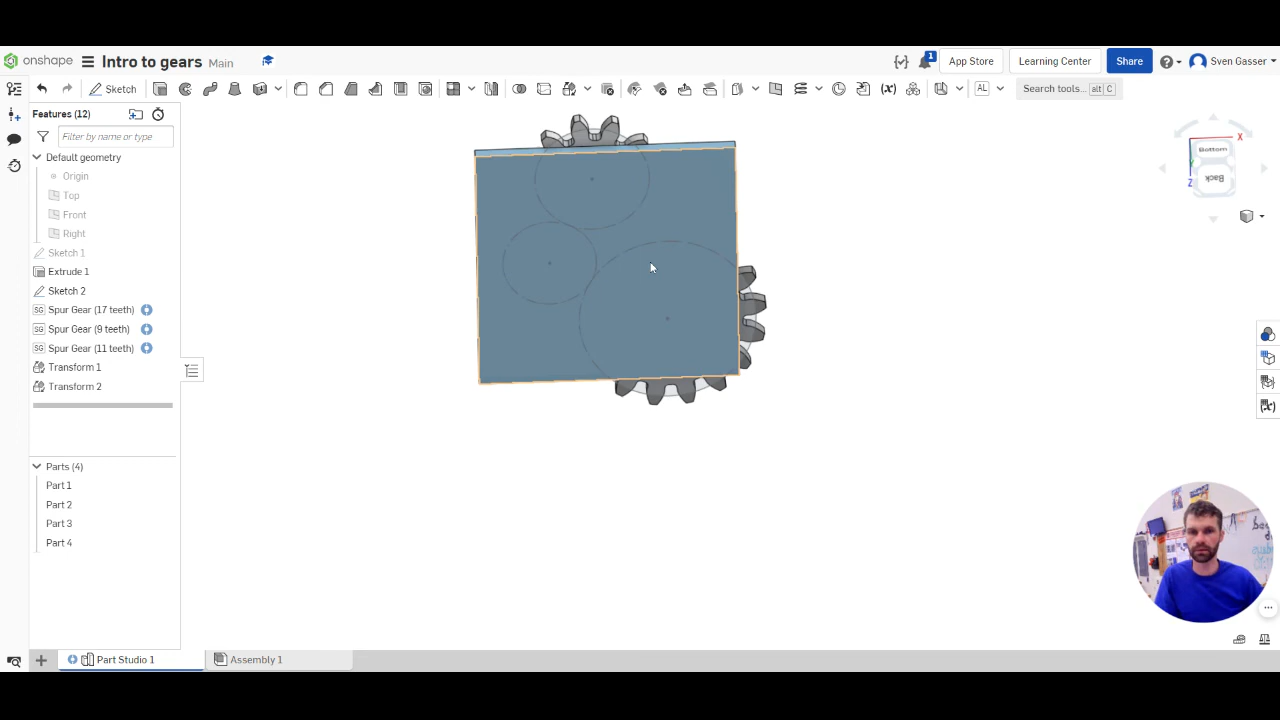 onshape
Intro to gears
Main
1
App Store
Learning Center
Share
Sven Gasser
Sketch
AL
Search tools... alt C
Features (12)
Filter by name or type
Default geometry
Origin
Top
Front
Right
Sketch 1
Extrude 1
Sketch 2
Spur Gear (17 teeth)
Spur Gear (9 teeth)
Spur Gear (11 teeth)
Transform 1
Transform 2
Parts (4)
Part 1
Part 2
Part 3
Part 4
X
Bottom
Y
Z
Back
Part Studio 1
Assembly 1